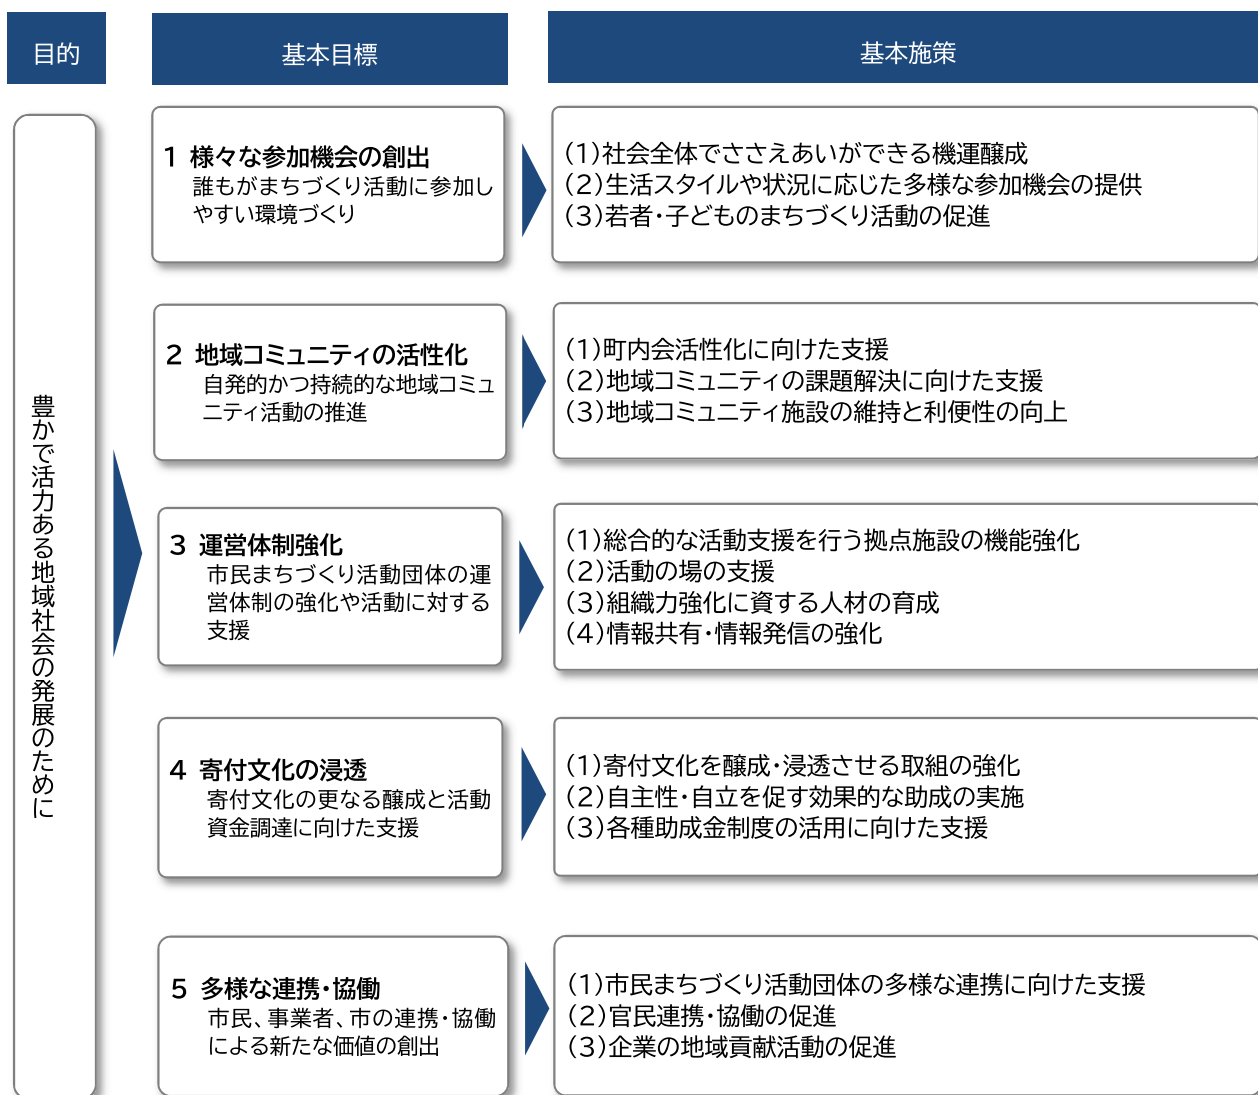 目的
基本目標
基本施策
豊かで活力ある地域社会の発展のために
1 様々な参加機会の創出
誰もがまちづくり活動に参加し
やすい環境づくり
(1)社会全体でささえあいができる機運醸成
(2)生活スタイルや状況に応じた多様な参加機会の提供
(3)若者・子どものまちづくり活動の促進
2 地域コミュニティの活性化
自発的かつ持続的な地域コミュ
ニティ活動の推進
(1)町内会活性化に向けた支援
(2)地域コミュニティの課題解決に向けた支援
(3)地域コミュニティ施設の維持と利便性の向上
3 運営体制強化
市民まちづくり活動団体の運
営体制の強化や活動に対する
支援
(1)総合的な活動支援を行う拠点施設の機能強化
(2)活動の場の支援
(3)組織力強化に資する人材の育成
(4)情報共有・情報発信の強化
4 寄付文化の浸透
寄付文化の更なる醸成と活動
資金調達に向けた支援
(1)寄付文化を醸成・浸透させる取組の強化
(2)自主性・自立を促す効果的な助成の実施
(3)各種助成金制度の活用に向けた支援
5 多様な連携・協働
市民、事業者、市の連携・協働
による新たな価値の創出
(1)市民まちづくり活動団体の多様な連携に向けた支援
(2)官民連携・協働の促進
(3)企業の地域貢献活動の促進